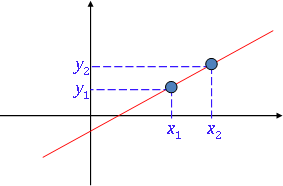 y₂
y₁
x₁ x₂